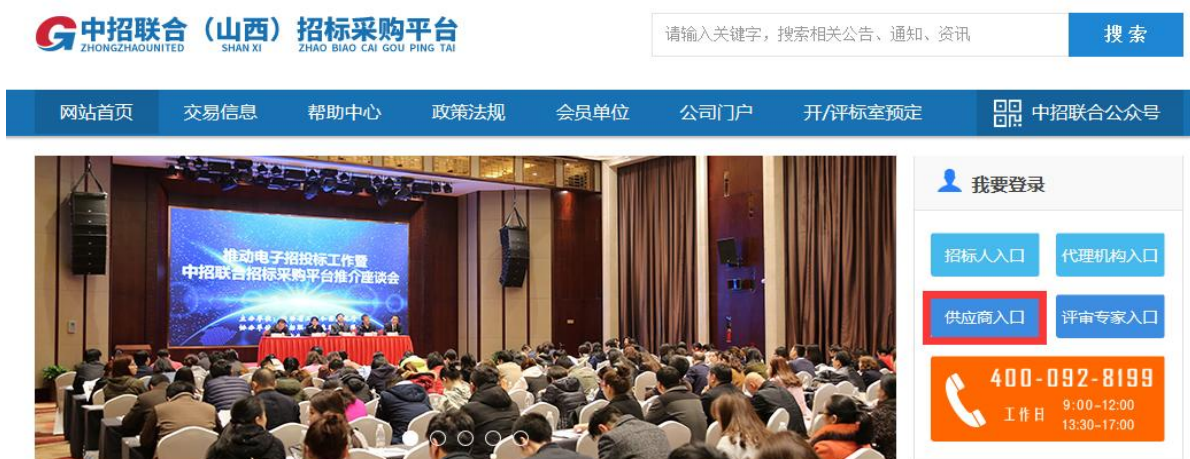 中招联合（山西）招标采购平台
ZHONGZHAOUNITED SHAN XI ZHAO BIAO CAI GOU PING TAI
请输入关键字，搜索相关公告、通知、资讯
搜 索
网站首页 交易信息 帮助中心 政策法规 会员单位 公司门户 开/评标室预定 中招联合公众号
推动电子招投标工作暨
中招联合招标采购平台推介座谈会
我要登录
招标人入口 代理机构入口
供应商入口 评审专家入口
400-092-8199
工作日
9:00-12:00
13:30-17:00